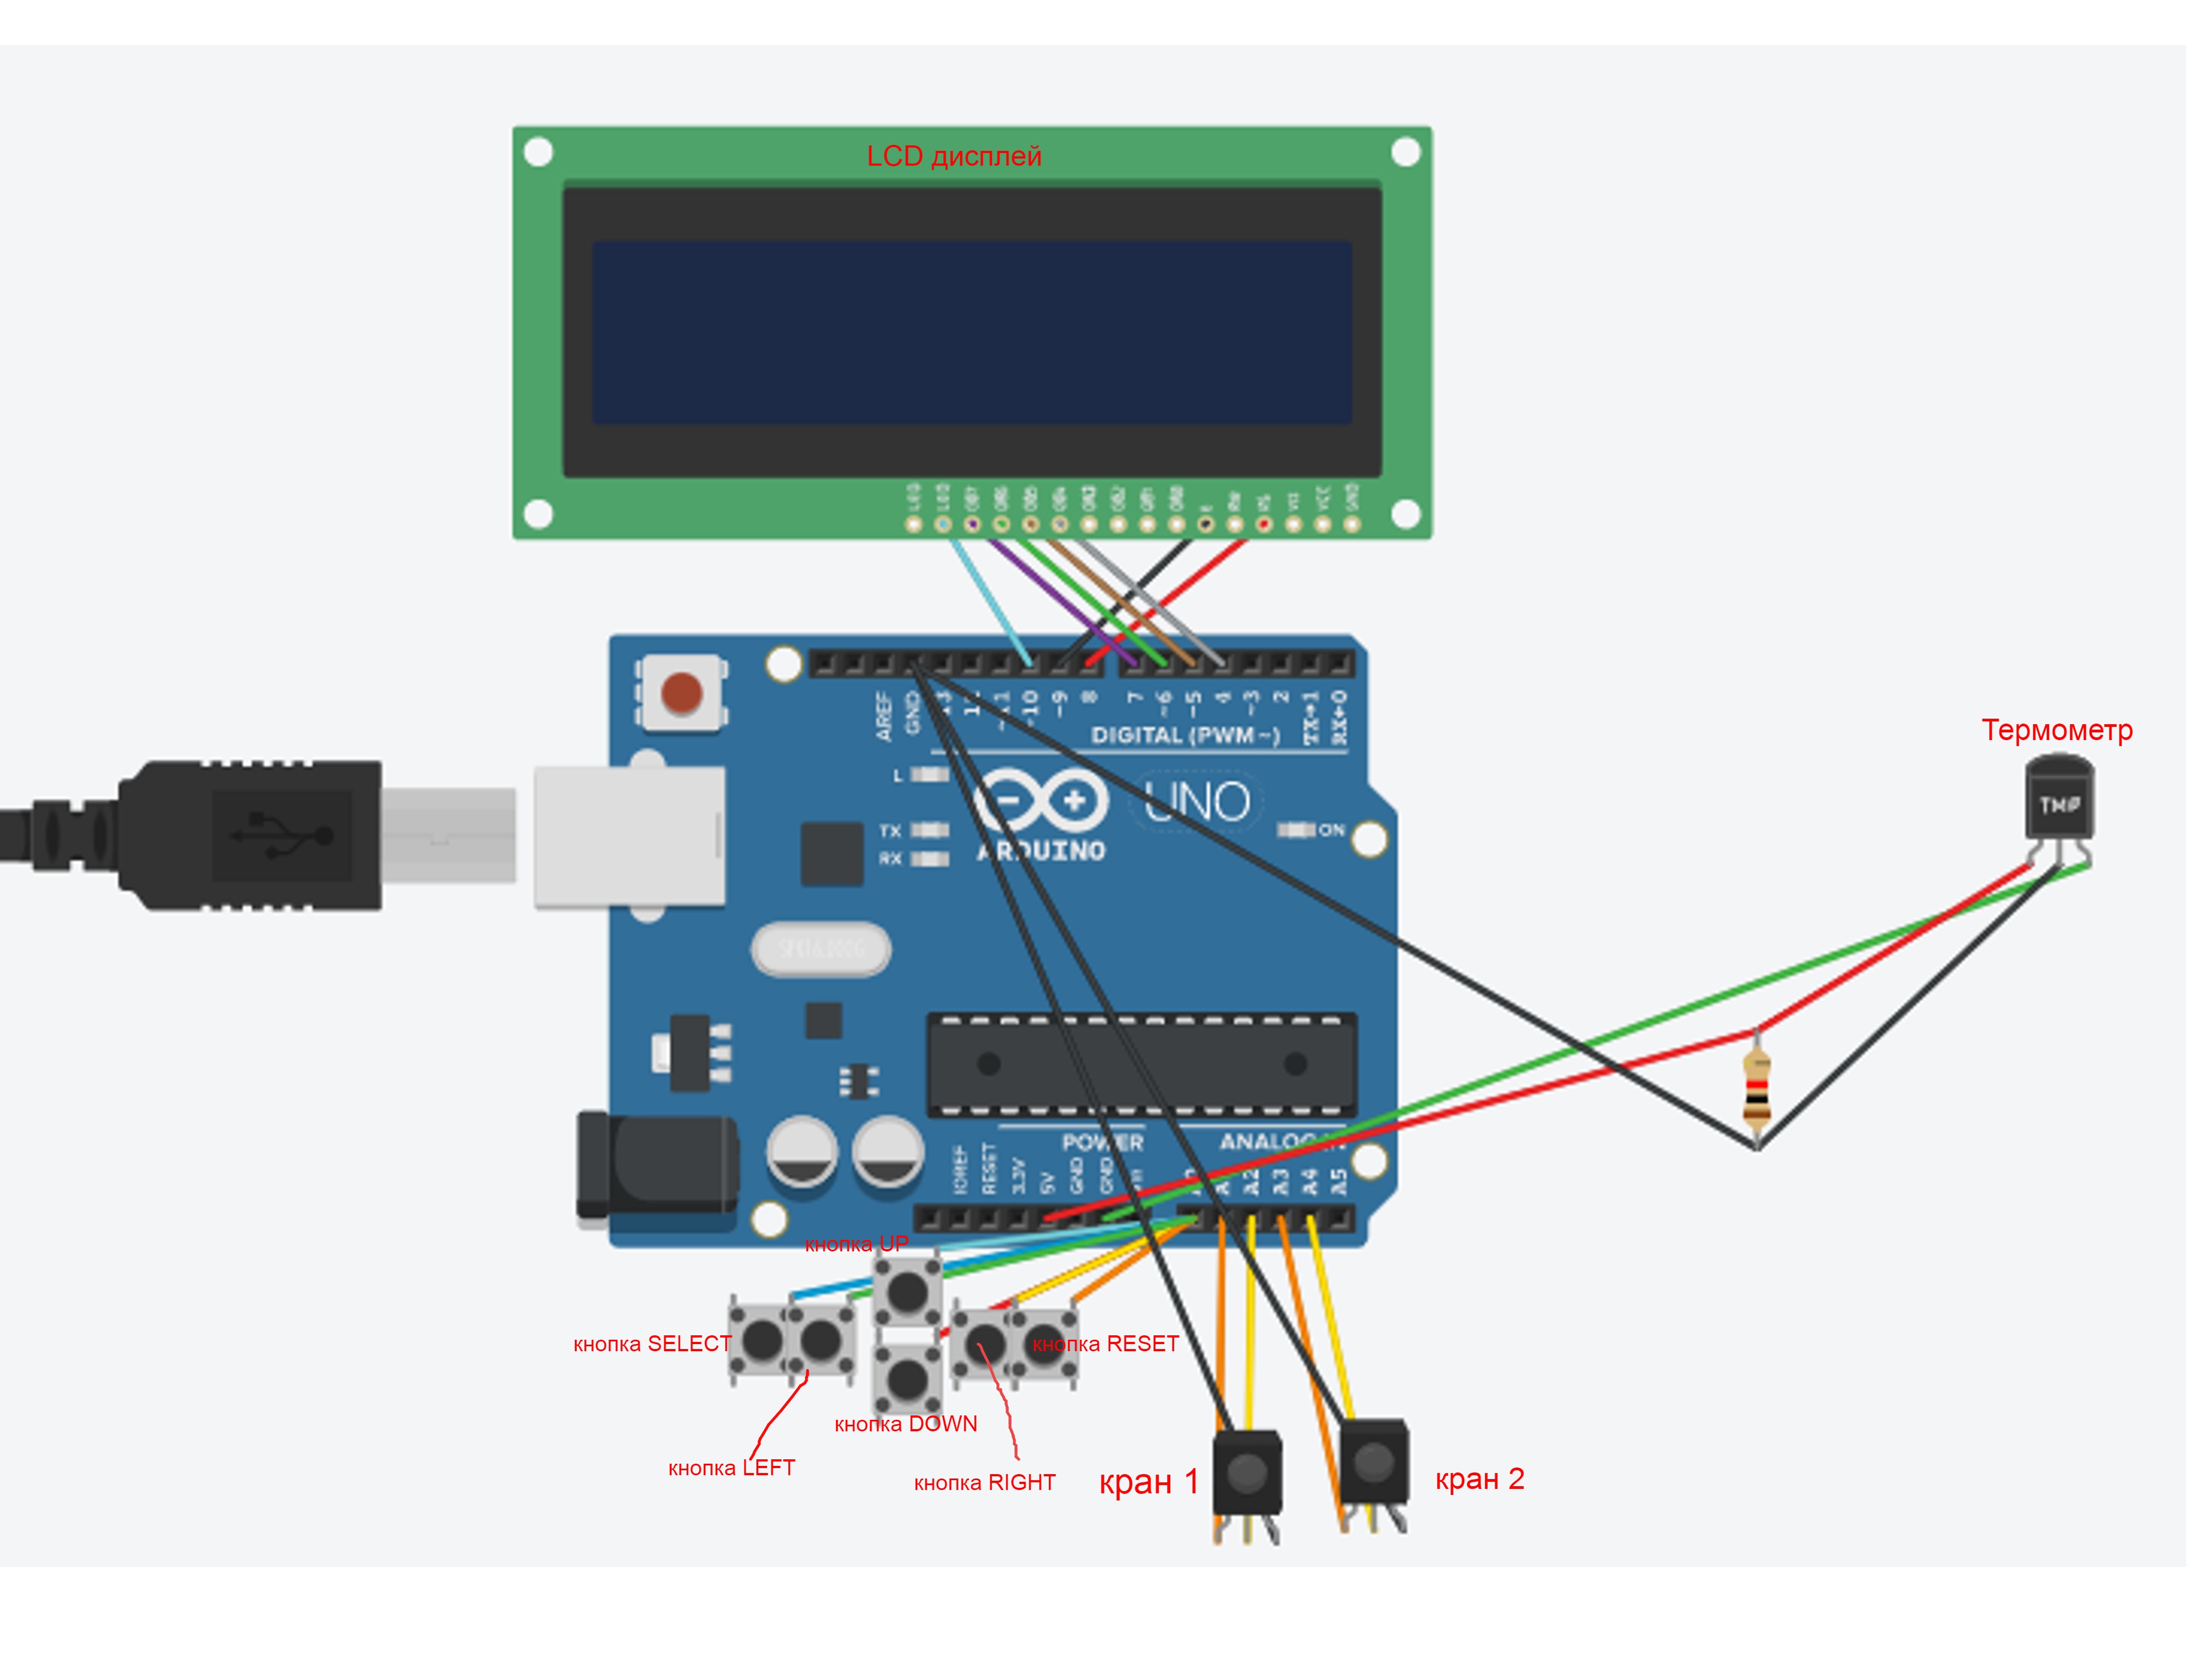 LCD дисплей
LED
LED
DB7
DB6
DB5
DB4
DB3
DB2
DB1
DB0
E
RW
RS
V0
VCC
GND
AREF
GND
13
12
~11
~10
~9
8
7
~6
~5
4
~3
2
TX→1
RX←0
DIGITAL (PWM~)
L
TX
RX
ARDUINO
UNO
ON
Термометр
TMP
POWER
ANALOG IN
IOREF
RESET
3.3V
5V
GND
GND
A2
A3
A4
A5
кнопка UP
кнопка SELECT
кнопка RESET
кнопка DOWN
кнопка LEFT
кнопка RIGHT
кран 1
кран 2